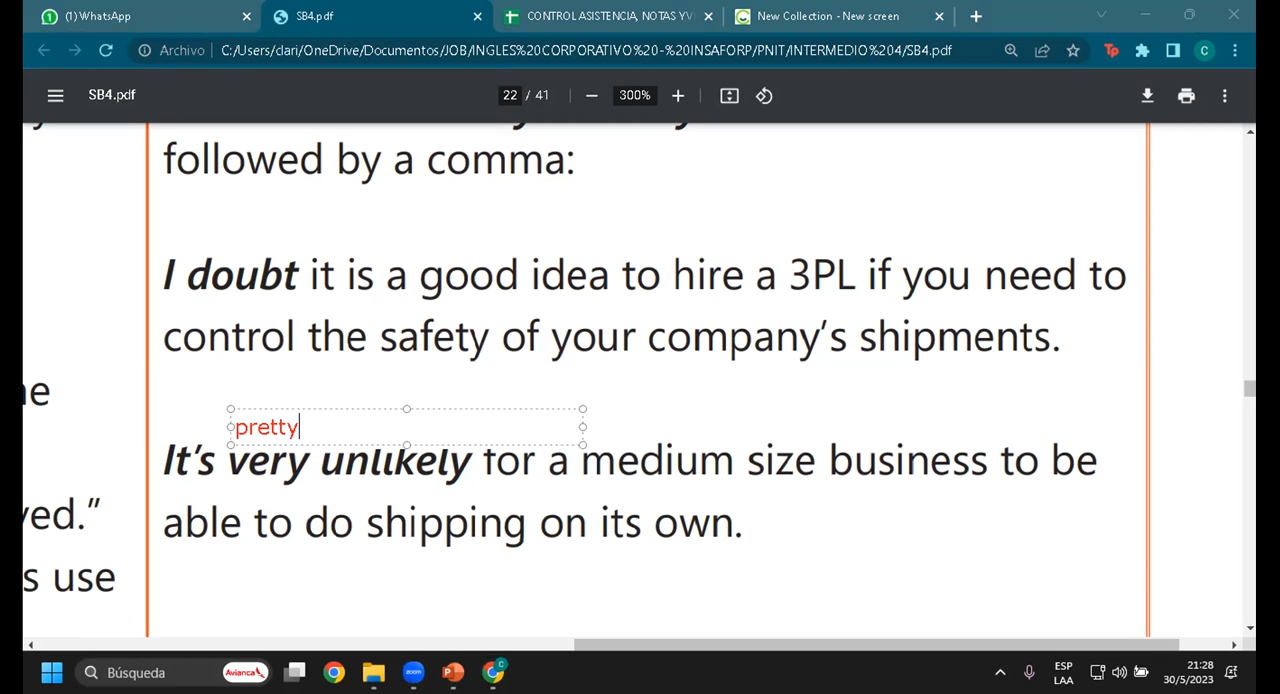 (1) WhatsApp
SB4.pdf
CONTROL ASISTENCIA, NOTAS YVI
New Collection - New screen
Archivo
C:/Users/clari/OneDrive/Documentos/JOB/INGLES%20CORPORATIVO%20-%20INSAFORP/PNIT/INTERMEDIO%204/SB4.pdf
SB4.pdf
22 / 41
300%
followed by a comma:
I doubt it is a good idea to hire a 3PL if you need to
control the safety of your company's shipments.
pretty
It's very unlikely for a medium size business to be
able to do shipping on its own.
ved."
s use
Búsqueda
Avianca
zoom
ESP
LAA
21:28
30/5/2023